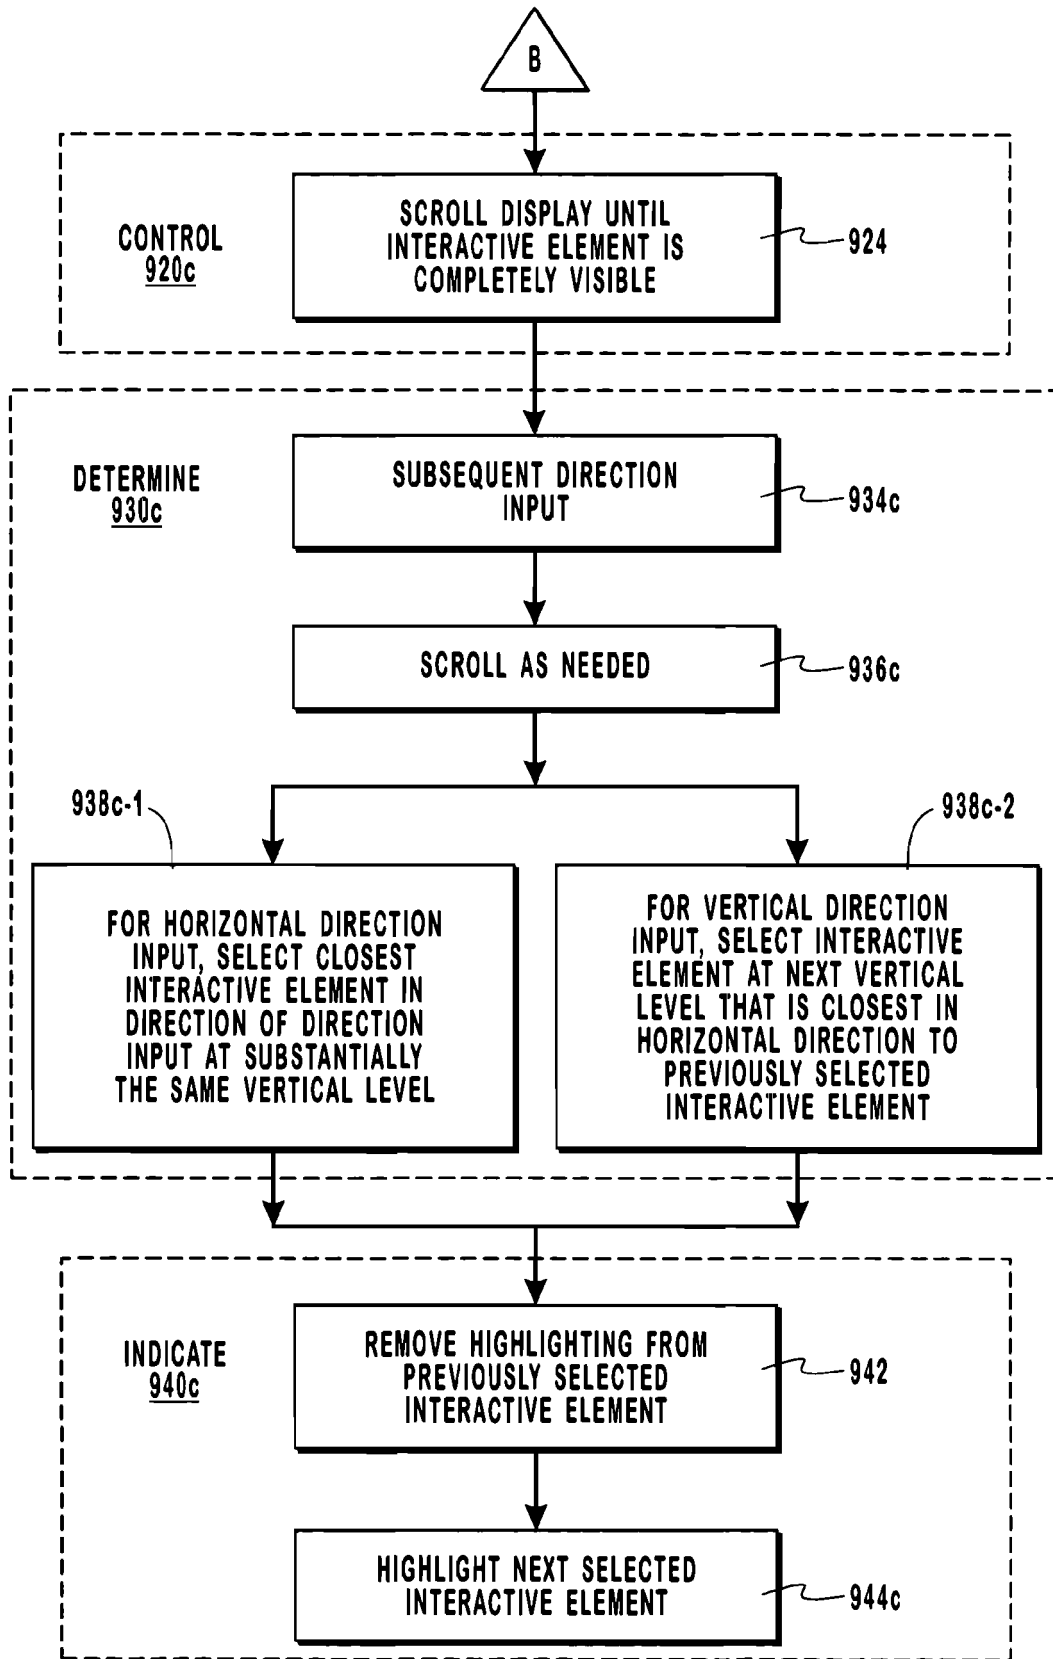 B
CONTROL
920c
SCROLL DISPLAY UNTIL
INTERACTIVE ELEMENT IS
COMPLETELY VISIBLE
924
DETERMINE
930c
SUBSEQUENT DIRECTION
INPUT
934c
SCROLL AS NEEDED
936c
938c-1
FOR HORIZONTAL DIRECTION
INPUT, SELECT CLOSEST
INTERACTIVE ELEMENT IN
DIRECTION OF DIRECTION
INPUT AT SUBSTANTIALLY
THE SAME VERTICAL LEVEL
938c-2
FOR VERTICAL DIRECTION
INPUT, SELECT INTERACTIVE
ELEMENT AT NEXT VERTICAL
LEVEL THAT IS CLOSEST IN
HORIZONTAL DIRECTION TO
PREVIOUSLY SELECTED
INTERACTIVE ELEMENT
INDICATE
940c
REMOVE HIGHLIGHTING FROM
PREVIOUSLY SELECTED
INTERACTIVE ELEMENT
942
HIGHLIGHT NEXT SELECTED
INTERACTIVE ELEMENT
944c